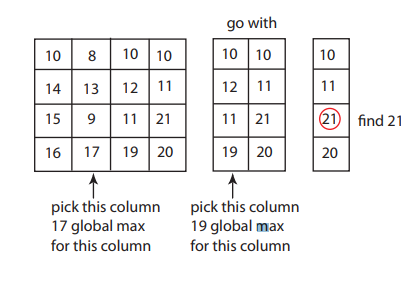 go with
10 8 10 10
14 13 12 11
15 9 11 21
16 17 19 20
10 10
12 11
11 21
19 20
10
11
21
20
find 21
pick this column
17 global max
for this column
pick this column
19 global max
for this column